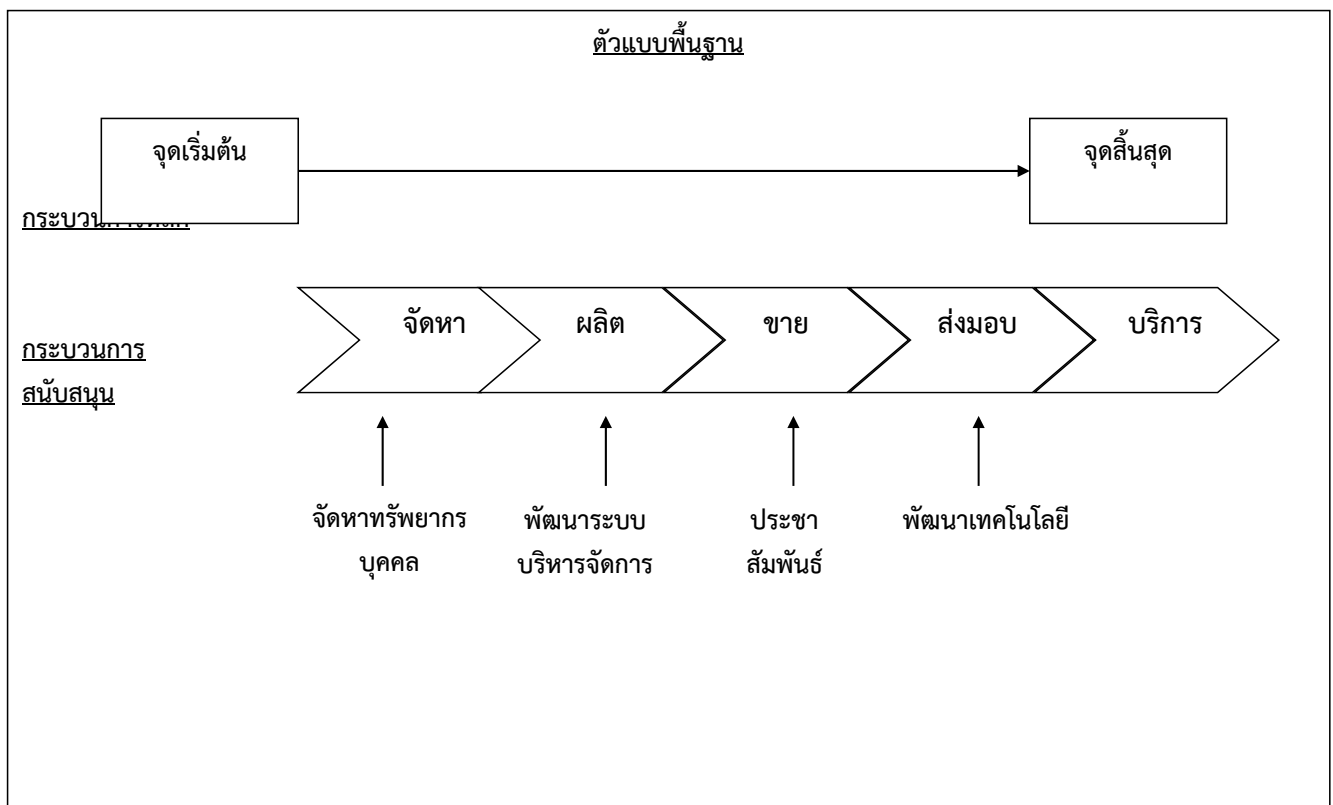 ตัวแบบพื้นฐาน
จุดเริ่มต้น
จุดสิ้นสุด
จัดหา
ผลิต
ขาย
ส่งมอบ
บริการ
กระบวนการ
สนับสนุน
จัดหาทรัพยากร
บุคคล
พัฒนาระบบ
บริหารจัดการ
ประชา
สัมพันธ์
พัฒนาเทคโนโลยี